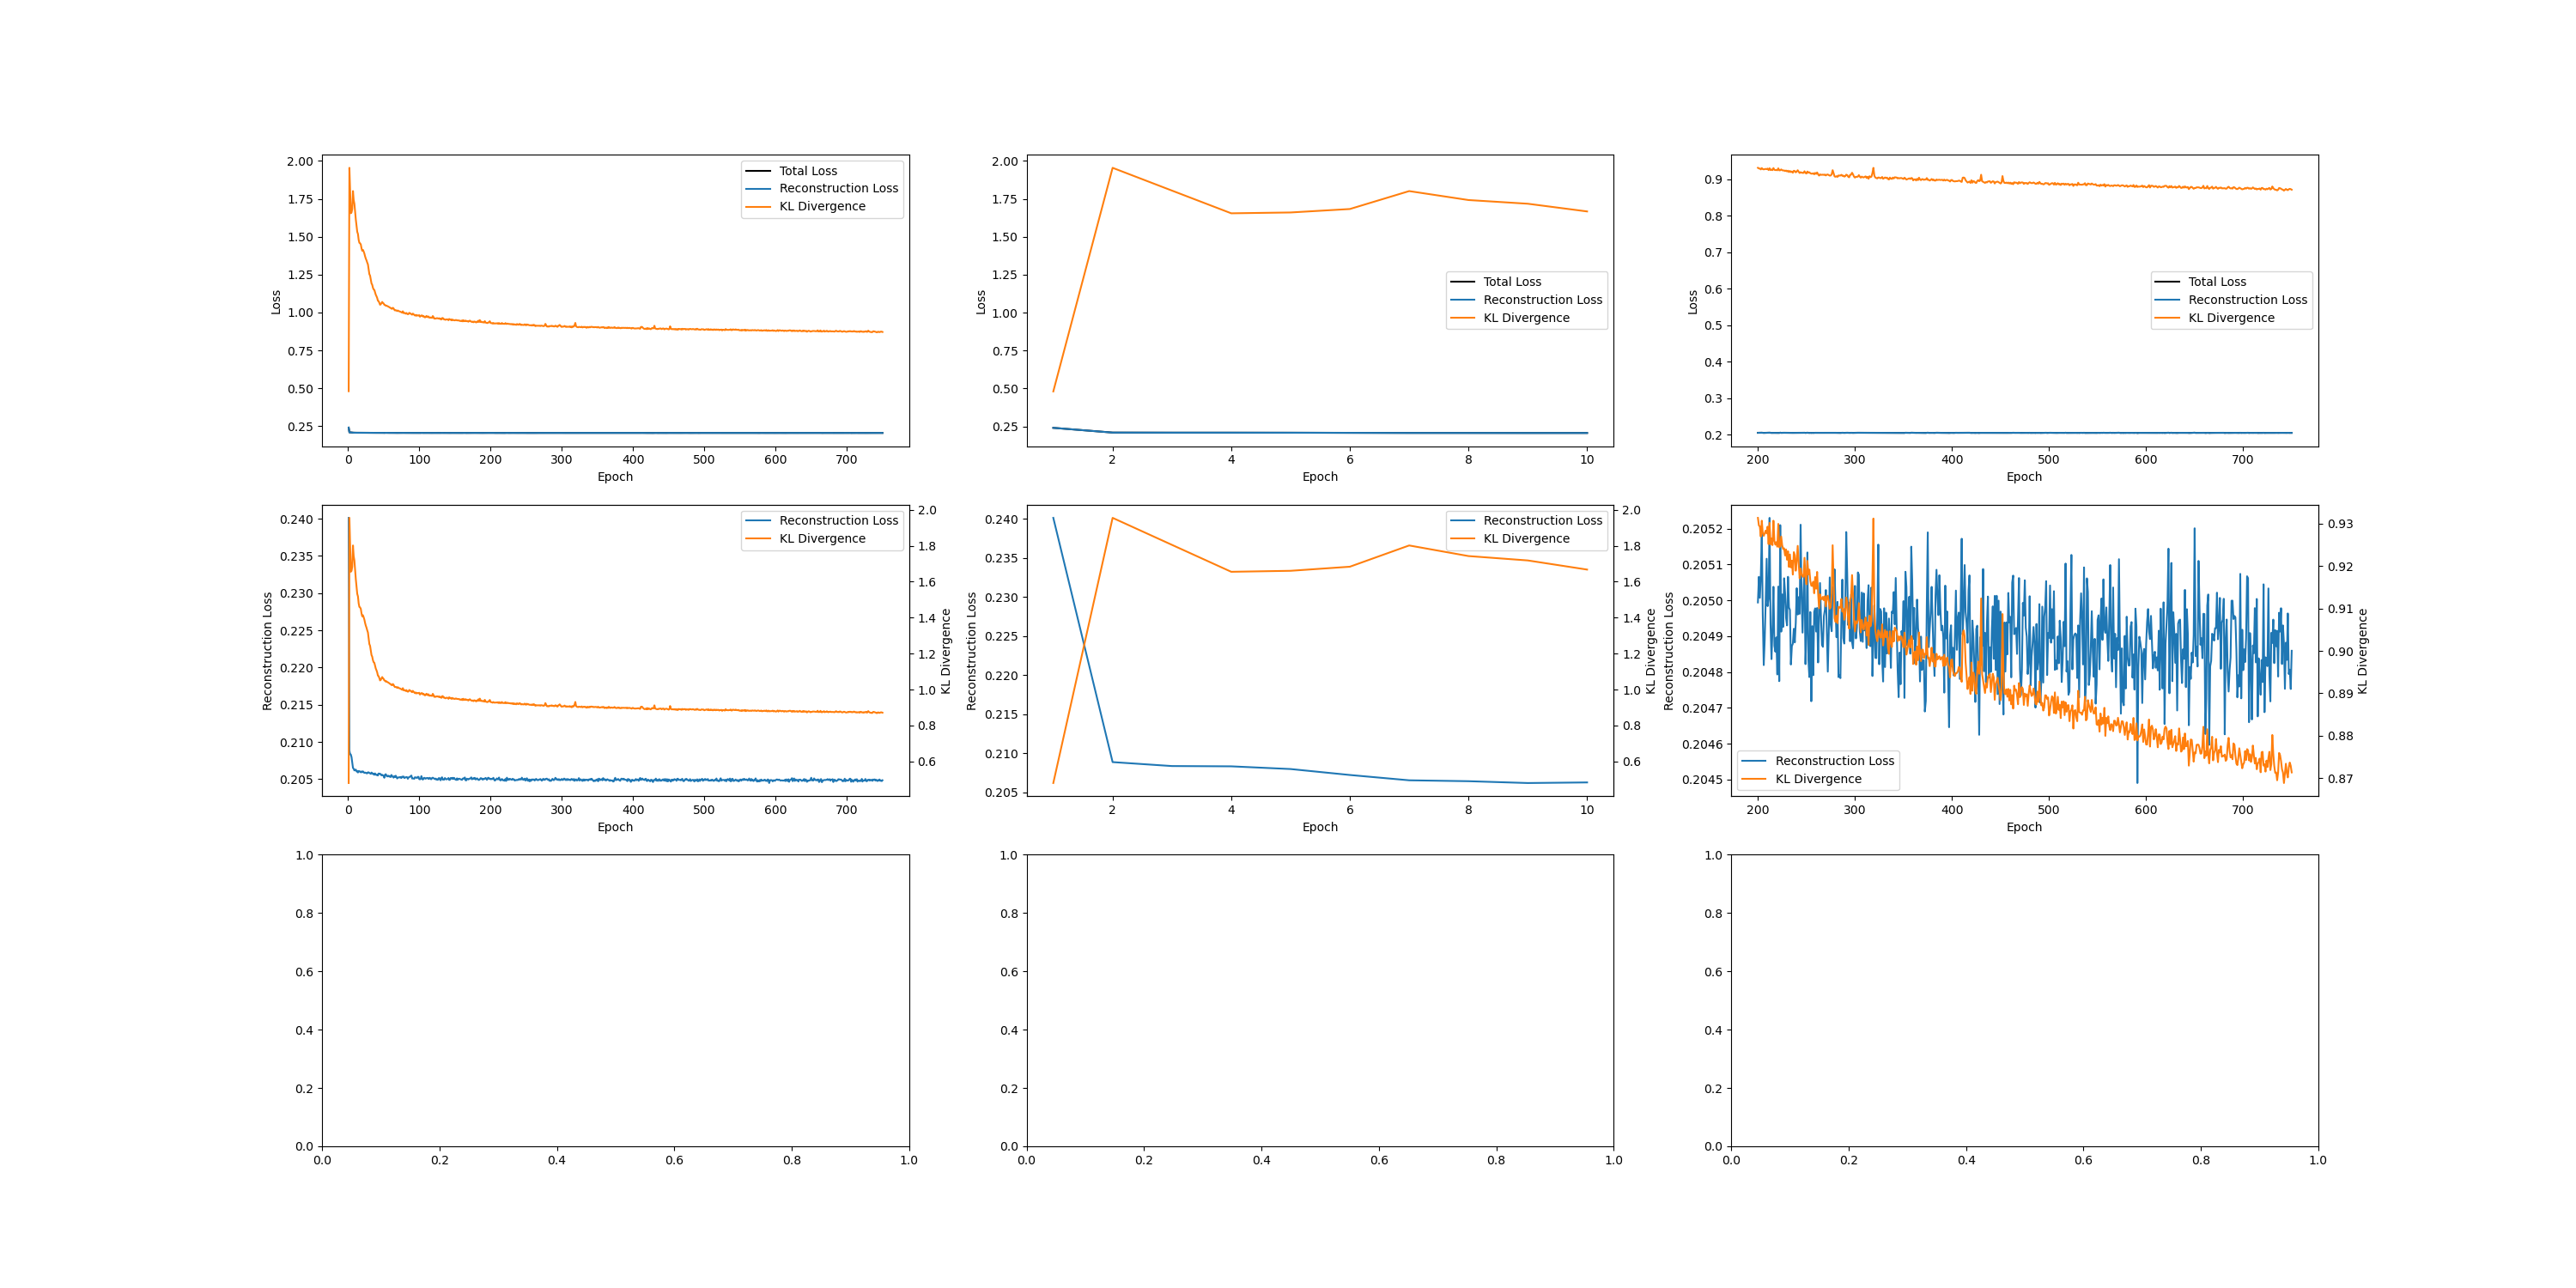 2.00
1.75
1.50
1.25
1.00
0.75
0.50
0.25
Loss
0 100 200 300 400 500 600 700
Epoch
Total Loss
Reconstruction Loss
KL Divergence
2.00
1.75
1.50
1.25
1.00
0.75
0.50
0.25
Loss
2 4 6 8 10
Epoch
Total Loss
Reconstruction Loss
KL Divergence
0.9
0.8
0.7
0.6
0.5
0.4
0.3
0.2
Loss
200 300 400 500 600 700
Epoch
Total Loss
Reconstruction Loss
KL Divergence
0.240
0.235
0.230
0.225
0.220
0.215
0.210
0.205
Reconstruction Loss
0 100 200 300 400 500 600 700
Epoch
Reconstruction Loss
KL Divergence
2.0
1.8
1.6
1.4
1.2
1.0
0.8
0.6
KL Divergence
0.240
0.235
0.230
0.225
0.220
0.215
0.210
0.205
Reconstruction Loss
2 4 6 8 10
Epoch
Reconstruction Loss
KL Divergence
2.0
1.8
1.6
1.4
1.2
1.0
0.8
0.6
KL Divergence
0.2052
0.2051
0.2050
0.2049
0.2048
0.2047
0.2046
0.2045
Reconstruction Loss
200 300 400 500 600 700
Epoch
Reconstruction Loss
KL Divergence
0.93
0.92
0.91
0.90
0.89
0.88
0.87
KL Divergence
1.0
0.8
0.6
0.4
0.2
0.0
0.0 0.2 0.4 0.6 0.8 1.0
1.0
0.8
0.6
0.4
0.2
0.0
0.0 0.2 0.4 0.6 0.8 1.0
1.0
0.8
0.6
0.4
0.2
0.0
0.0 0.2 0.4 0.6 0.8 1.0